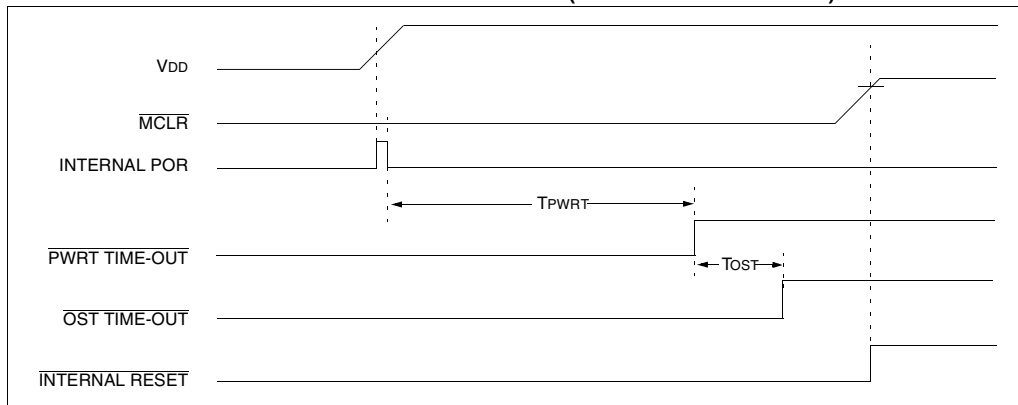 VDD
MCLR
INTERNAL POR
TPWRT
PWRT TIME-OUT
TOST
OST TIME-OUT
INTERNAL RESET